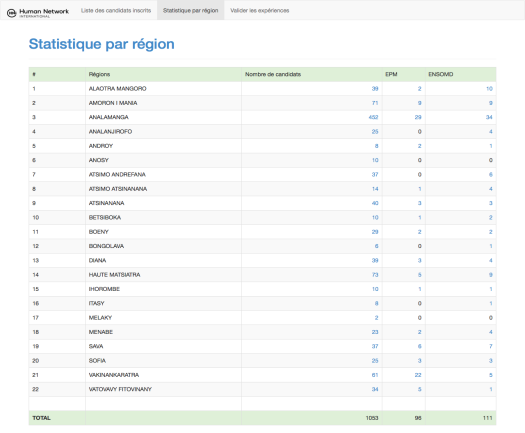 Human Network
INTERNATIONAL
Liste des candidats inscrits Statistique par région Valider les expériences
Statistique par région
# Régions Nombre de candidats EPM ENSOMD
1 ALAOTRA MANGORO 39 2 10
2 AMORON I MANIA 71 9 9
3 ANALAMANGA 452 29 34
4 ANALANJIROFO 25 0 4
5 ANDROY 8 2 1
6 ANOSY 10 0 0
7 ATSIMO ANDREFANA 37 0 6
8 ATSIMO ATSINANANA 14 1 4
9 ATSINANANA 40 3 3
10 BETSIBOKA 10 1 2
11 BOENY 29 2 2
12 BONGOLAVA 6 0 1
13 DIANA 39 3 4
14 HAUTE MATSIATRA 73 5 9
15 IHOROMBE 10 1 1
16 ITASY 8 0 1
17 MELAKY 2 0 0
18 MENABE 23 2 4
19 SAVA 37 6 7
20 SOFIA 25 3 3
21 VAKINANKARATRA 61 22 5
22 VATOVAVY FITOVINANY 34 5 1
TOTAL 1053 96 111